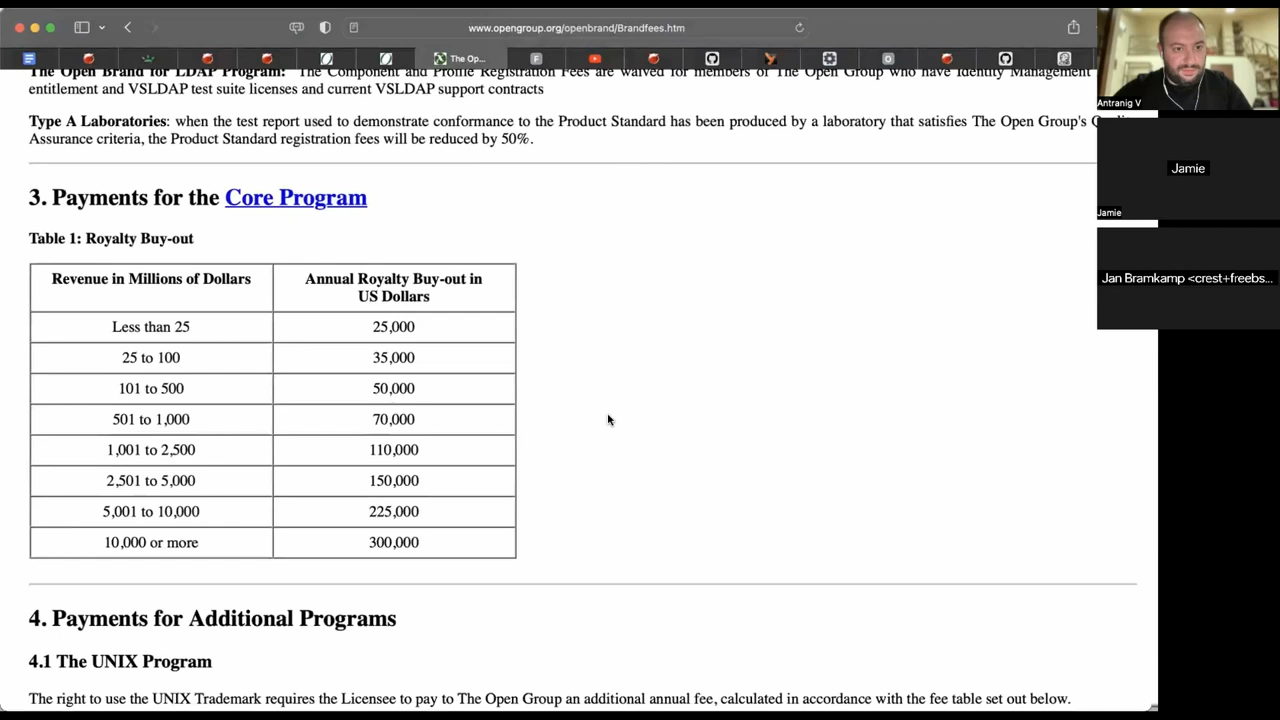 www.opengroup.org/openbrand/Brandfees.htm
The Op...
The Open Brand for LDAP Program: The Component and Profile Registration Fees are waived for members of The Open Group who have Identity Management
entitlement and VSLDAP test suite licenses and current VSLDAP support contracts
Type A Laboratories: when the test report used to demonstrate conformance to the Product Standard has been produced by a laboratory that satisfies The Open Group's
Assurance criteria, the Product Standard registration fees will be reduced by 50%.
3. Payments for the Core Program
Table 1: Royalty Buy-out
Revenue in Millions of Dollars
Annual Royalty Buy-out in
US Dollars
Less than 25 25,000
25 to 100 35,000
101 to 500 50,000
501 to 1,000 70,000
1,001 to 2,500 110,000
2,501 to 5,000 150,000
5,001 to 10,000 225,000
10,000 or more 300,000
4. Payments for Additional Programs
4.1 The UNIX Program
The right to use the UNIX Trademark requires the Licensee to pay to The Open Group an additional annual fee, calculated in accordance with the fee table set out below.
Antranig V
Jamie
Jamie
Jan Bramkamp <crest+freebs...